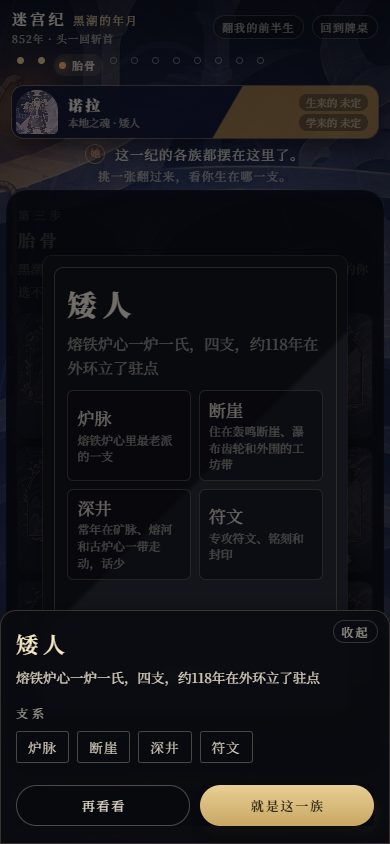 迷宫纪 黑潮的年月
852年 · 头一回斩首
翻我的前半生
回到牌桌
胎骨
诺拉
本地之魂 · 矮人
生来的 未定
学来的 未定
她 这一纪的各族都摆在这里了。
挑一张翻过来，看你生在哪一支。
第三步
胎骨
矮人
熔铁炉心一炉一氏，四支，约118年在
外环立了驻点
炉脉
熔铁炉心里最老派
的一支
断崖
住在轰鸣断崖、瀑
布齿轮和外围的工
坊带
深井
常年在矿脉、熔河
和古炉心一带走
动，话少
符文
专攻符文、铭刻和
封印
矮人
收起
熔铁炉心一炉一氏，四支，约118年在外环立了驻点
支系
炉脉 断崖 深井 符文
再看看
就是这一族